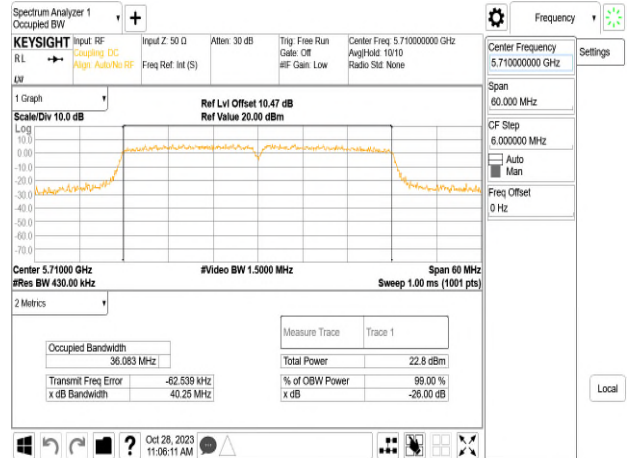 Spectrum Analyzer 1
Occupied BW
+
Frequency
KEYSIGHT
RL
Input: RF
Coupling: DC
Align: Auto/No RF
Input Z: 50 Ω
Freq Ref: Int (S)
Atten: 30 dB
Trig: Free Run
Gate: Off
#IF Gain: Low
Center Freq: 5.710000000 GHz
Avg|Hold: 10/10
Radio Std: None
Center Frequency
5.710000000 GHz
Settings
Span
60.000 MHz
CF Step
6.000000 MHz
Auto
Man
Freq Offset
0 Hz
Local
1 Graph
Scale/Div 10.0 dB
Ref Lvl Offset 10.47 dB
Ref Value 20.00 dBm
Log
10.0
0.00
-10.0
-20.0
-30.0
-40.0
-50.0
-60.0
-70.0
Center 5.71000 GHz
#Res BW 430.00 kHz
#Video BW 1.5000 MHz
Span 60 MHz
Sweep 1.00 ms (1001 pts)
2 Metrics
Measure Trace Trace 1
Occupied Bandwidth
36.083 MHz
Total Power 22.8 dBm
Transmit Freq Error -62.539 kHz
% of OBW Power 99.00 %
x dB Bandwidth 40.25 MHz
x dB -26.00 dB
?
Oct 28, 2023
11:06:11 AM